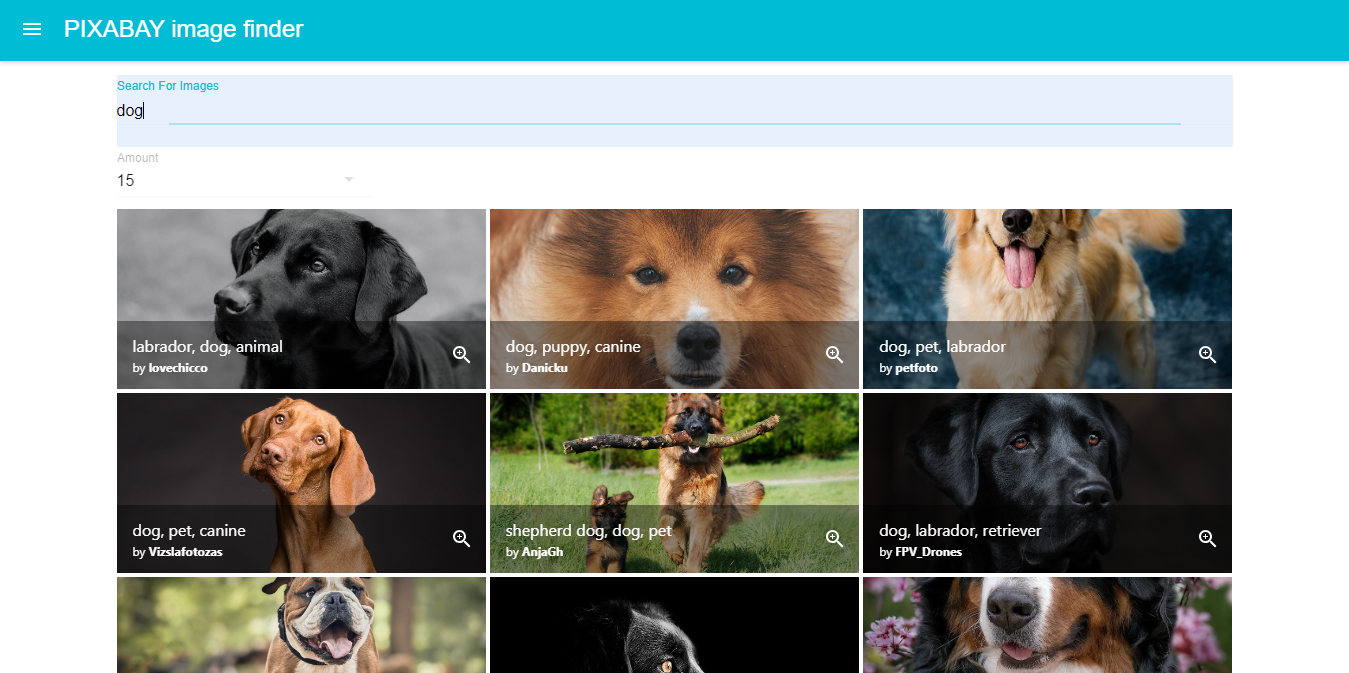 PIXABAY image finder
Search For Images
dog
Amount
15
labrador, dog, animal
by lovechicco
dog, puppy, canine
by Danicku
dog, pet, labrador
by petfoto
dog, pet, canine
by Vizslafotozas
shepherd dog, dog, pet
by AnjaGh
dog, labrador, retriever
by FPV_Drones